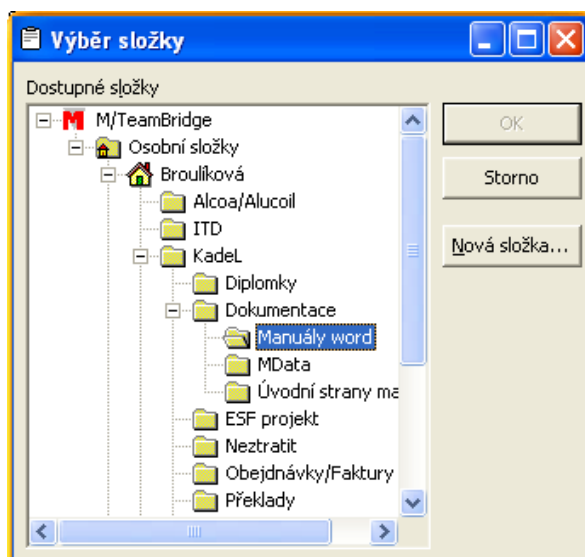 Výběr složky
Dostupné složky
M/TeamBridge
OK
Osobní složky
Broulíková
Storno
Alcoa/Alucoil
ITD
Nová složka...
KadeL
Diplomky
Dokumentace
Manuály word
MData
Úvodní strany ma
ESF projekt
Neztratit
Obejdnávky/Faktury
Překlady